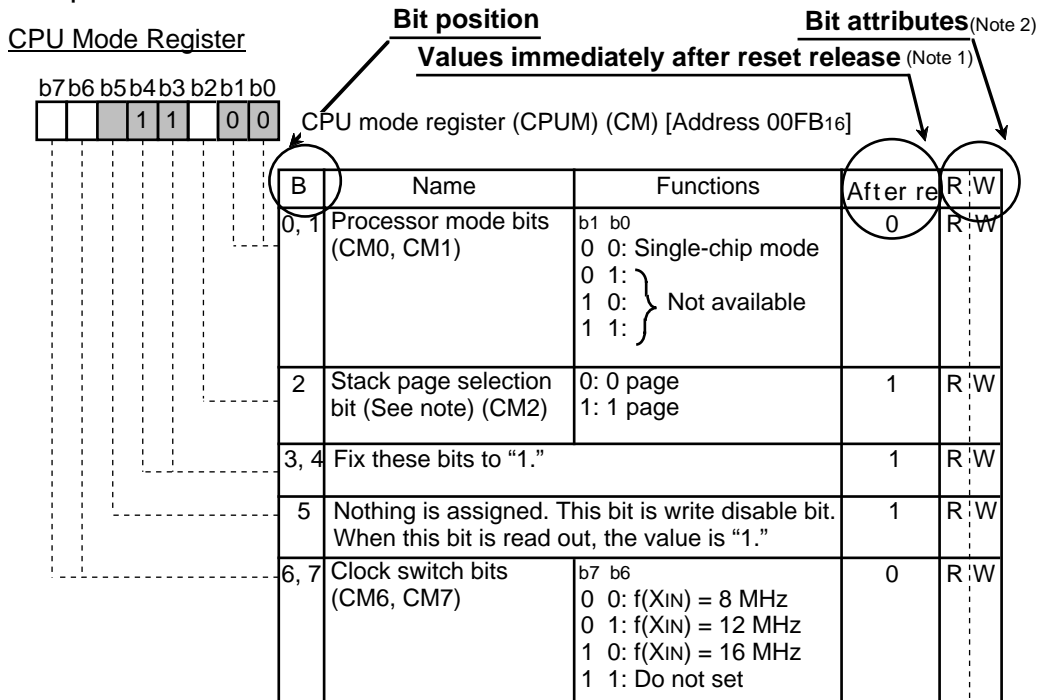 Bit position
Bit attributes(Note 2)
CPU Mode Register
Values immediately after reset release (Note 1)
b7 b6 b5 b4 b3 b2 b1 b0
1 1 0 0
CPU mode register (CPUM) (CM) [Address 00FB16]
B Name Functions After re R W
0, 1 Processor mode bits b1 b0 0 R W
(CM0, CM1) 0 0: Single-chip mode
0 1:
1 0: Not available
1 1:
2 Stack page selection 0: 0 page 1 R W
bit (See note) (CM2) 1: 1 page
3, 4 Fix these bits to “1.” 1 R W
5 Nothing is assigned. This bit is write disable bit. 1 R W
When this bit is read out, the value is “1.”
6, 7 Clock switch bits b7 b6 0 R W
(CM6, CM7) 0 0: f(XIN) = 8 MHz
0 1: f(XIN) = 12 MHz
1 0: f(XIN) = 16 MHz
1 1: Do not set